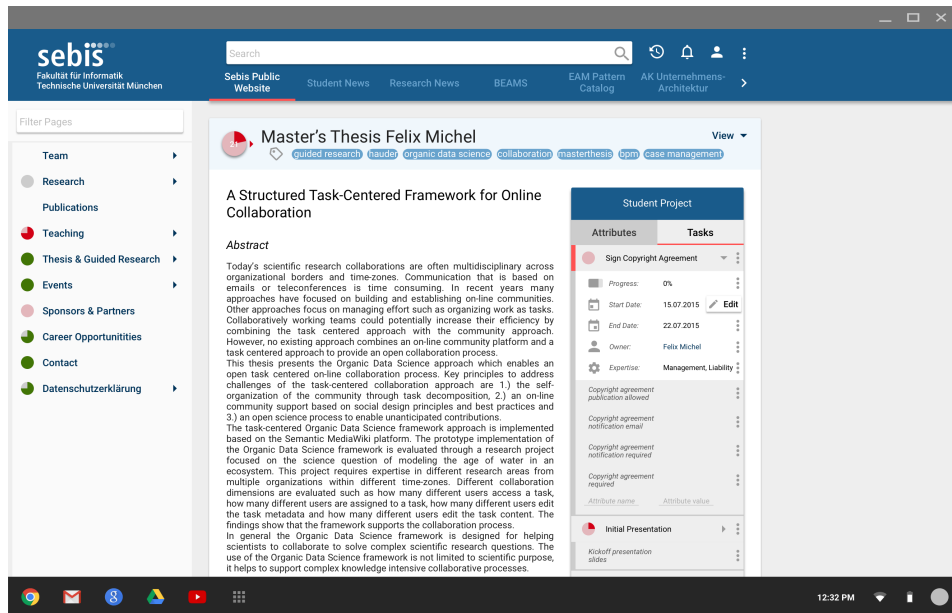 sebis
Fakultät für Informatik
Technische Universität München
Search
Sebis Public Website
Student News
Research News
BEAMS
EAM Pattern Catalog
AK Unternehmens-Architektur
Filter Pages
Team
Research
Publications
Teaching
Thesis & Guided Research
Events
Sponsors & Partners
Career Opportunitities
Contact
Datenschutzerklärung
21
Master's Thesis Felix Michel
View
guided research hauder organic data science collaboration masterthesis bpm case management
A Structured Task-Centered Framework for Online
Collaboration
Abstract
Today's scientific research collaborations are often multidisciplinary across
organizational borders and time-zones. Communication that is based on
emails or teleconferences is time consuming. In recent years many
approaches have focused on building and establishing on-line communities.
Other approaches focus on managing effort such as organizing work as tasks.
Collaboratively working teams could potentially increase their efficiency by
combining the task centered approach with the community approach.
However, no existing approach combines an on-line community platform and a
task centered approach to provide an open collaboration process.
This thesis presents the Organic Data Science approach which enables an
open task centered on-line collaboration process. Key principles to address
challenges of the task-centered collaboration approach are 1.) the self-
organization of the community through task decomposition, 2.) an on-line
community support based on social design principles and best practices and
3.) an open science process to enable unanticipated contributions.
The task-centered Organic Data Science framework approach is implemented
based on the Semantic MediaWiki platform. The prototype implementation of
the Organic Data Science framework is evaluated through a research project
focused on the science question of modeling the age of water in an
ecosystem. This project requires expertise in different research areas from
multiple organizations within different time-zones. Different collaboration
dimensions are evaluated such as how many different users access a task,
how many different users are assigned to a task, how many different users edit
the task metadata and how many different users edit the task content. The
findings show that the framework supports the collaboration process.
In general the Organic Data Science framework is designed for helping
scientists to collaborate to solve complex scientific research questions. The
use of the Organic Data Science framework is not limited to scientific purpose,
it helps to support complex knowledge intensive collaborative processes.
Student Project
Attributes Tasks
Sign Copyright Agreement
Progress: 0%
Start Date: 15.07.2015 Edit
End Date: 22.07.2015
Owner: Felix Michel
Expertise: Management, Liability
Copyright agreement
publication allowed
Copyright agreement
notification email
Copyright agreement
notification required
Copyright agreement
required
Attribute name Attribute value
Initial Presentation
Kickoff presentation
slides
8
12:32 PM